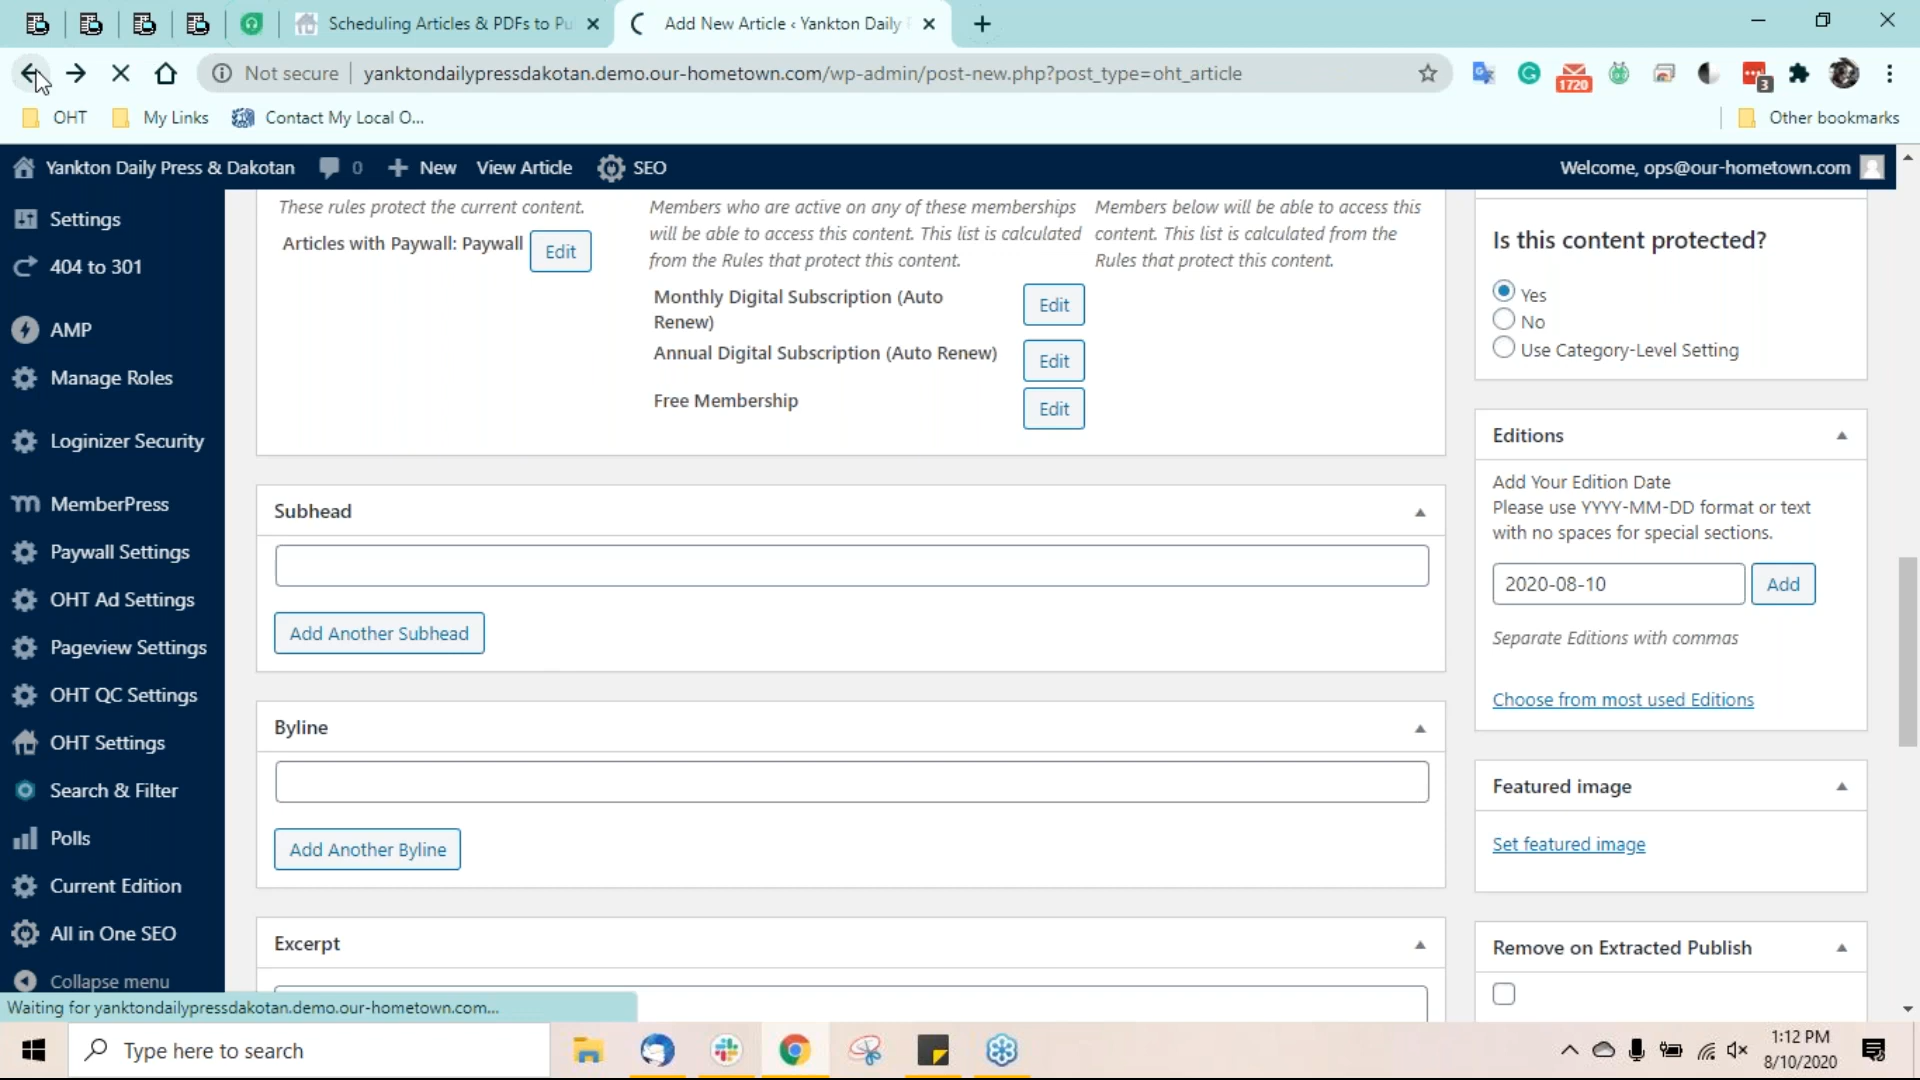 Scheduling Articles & PDFs to Pu
Add New Article ‹ Yankton Daily P
Not secure
yanktondailypressdakotan.demo.our-hometown.com/wp-admin/post-new.php?post_type=oht_article
1720
3
OHT
My Links
Contact My Local O...
Other bookmarks
Yankton Daily Press & Dakotan
0
New
View Article
SEO
Welcome, ops@our-hometown.com
Settings
404 to 301
AMP
Manage Roles
Loginizer Security
MemberPress
Paywall Settings
OHT Ad Settings
Pageview Settings
OHT QC Settings
OHT Settings
Search & Filter
Polls
Current Edition
All in One SEO
Collapse menu
These rules protect the current content.
Articles with Paywall: Paywall
Edit
Members who are active on any of these memberships
will be able to access this content. This list is calculated
from the Rules that protect this content.
Monthly Digital Subscription (Auto
Renew)
Edit
Annual Digital Subscription (Auto Renew)
Edit
Free Membership
Edit
Members below will be able to access this
content. This list is calculated from the
Rules that protect this content.
Subhead
Add Another Subhead
Byline
Add Another Byline
Excerpt
Is this content protected?
Yes
No
Use Category-Level Setting
Editions
Add Your Edition Date
Please use YYYY-MM-DD format or text
with no spaces for special sections.
2020-08-10
Add
Separate Editions with commas
Choose from most used Editions
Featured image
Set featured image
Remove on Extracted Publish
Waiting for yanktondailypressdakotan.demo.our-hometown.com...
Type here to search
1:12 PM
8/10/2020